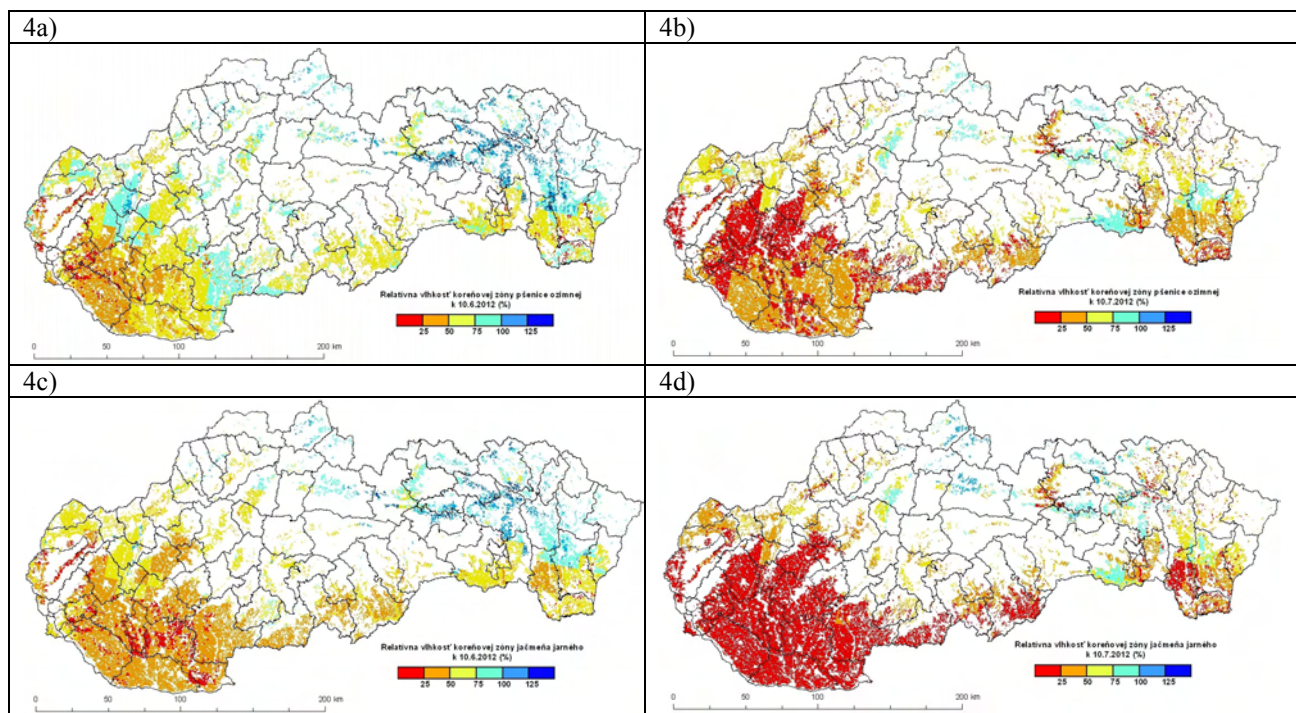 4a)
4b)
Relatívna vlhkosť koreňovej zóny pšenice ozimnej
k 10.6.2012 (%)
25 50 75 100 125
0 50 100 200 km
Relatívna vlhkosť koreňovej zóny pšenice ozimnej
k 10.7.2012 (%)
25 50 75 100 125
0 50 100 200 km
4c)
4d)
Relatívna vlhkosť koreňovej zóny jačmeňa jarného
k 10.6.2012 (%)
25 50 75 100 125
0 50 100 200 km
Relatívna vlhkosť koreňovej zóny jačmeňa jarného
k 10.7.2012 (%)
25 50 75 100 125
0 50 100 200 km